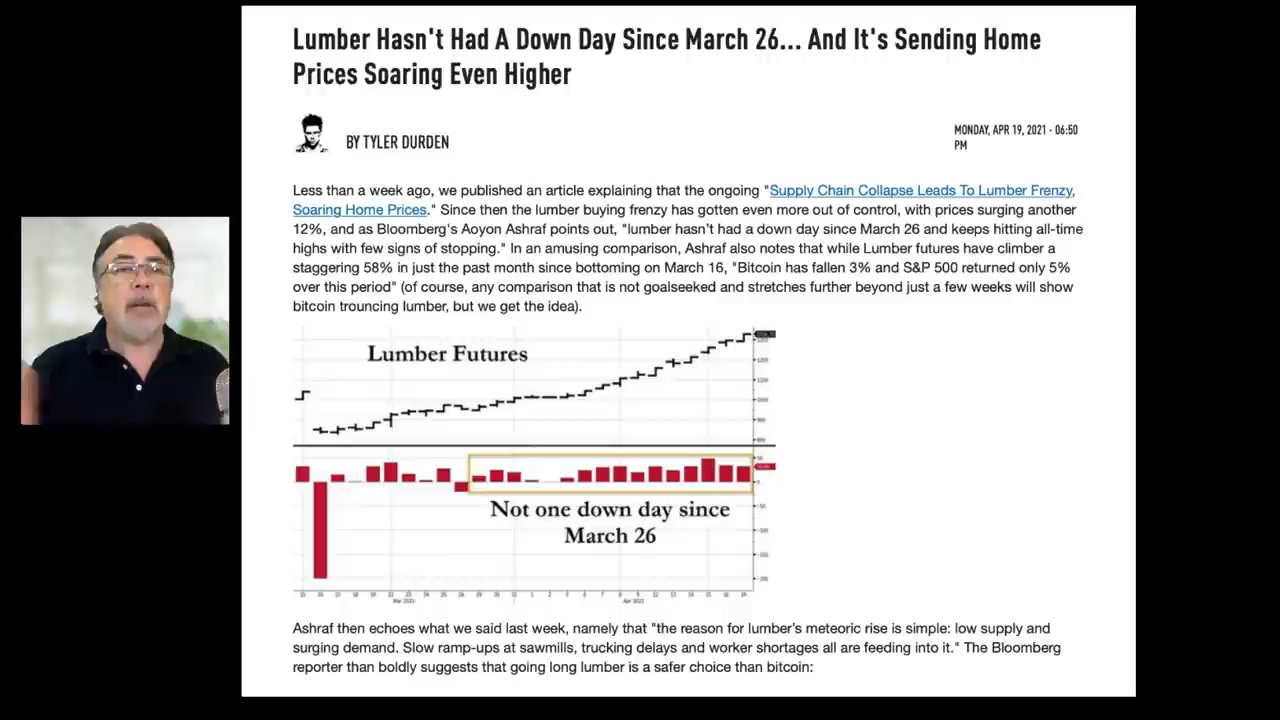 Lumber Hasn't Had A Down Day Since March 26... And It's Sending Home
Prices Soaring Even Higher
BY TYLER DURDEN
MONDAY, APR 19, 2021 - 06:50
PM
Less than a week ago, we published an article explaining that the ongoing "Supply Chain Collapse Leads To Lumber Frenzy,
Soaring Home Prices." Since then the lumber buying frenzy has gotten even more out of control, with prices surging another
12%, and as Bloomberg's Aoyon Ashraf points out, "lumber hasn't had a down day since March 26 and keeps hitting all-time
highs with few signs of stopping." In an amusing comparison, Ashraf also notes that while Lumber futures have climber a
staggering 58% in just the past month since bottoming on March 16, "Bitcoin has fallen 3% and S&P 500 returned only 5%
over this period" (of course, any comparison that is not goalseeked and stretches further beyond just a few weeks will show
bitcoin trouncing lumber, but we get the idea).
Lumber Futures
Not one down day since
March 26
Ashraf then echoes what we said last week, namely that "the reason for lumber's meteoric rise is simple: low supply and
surging demand. Slow ramp-ups at sawmills, trucking delays and worker shortages all are feeding into it." The Bloomberg
reporter than boldly suggests that going long lumber is a safer choice than bitcoin: